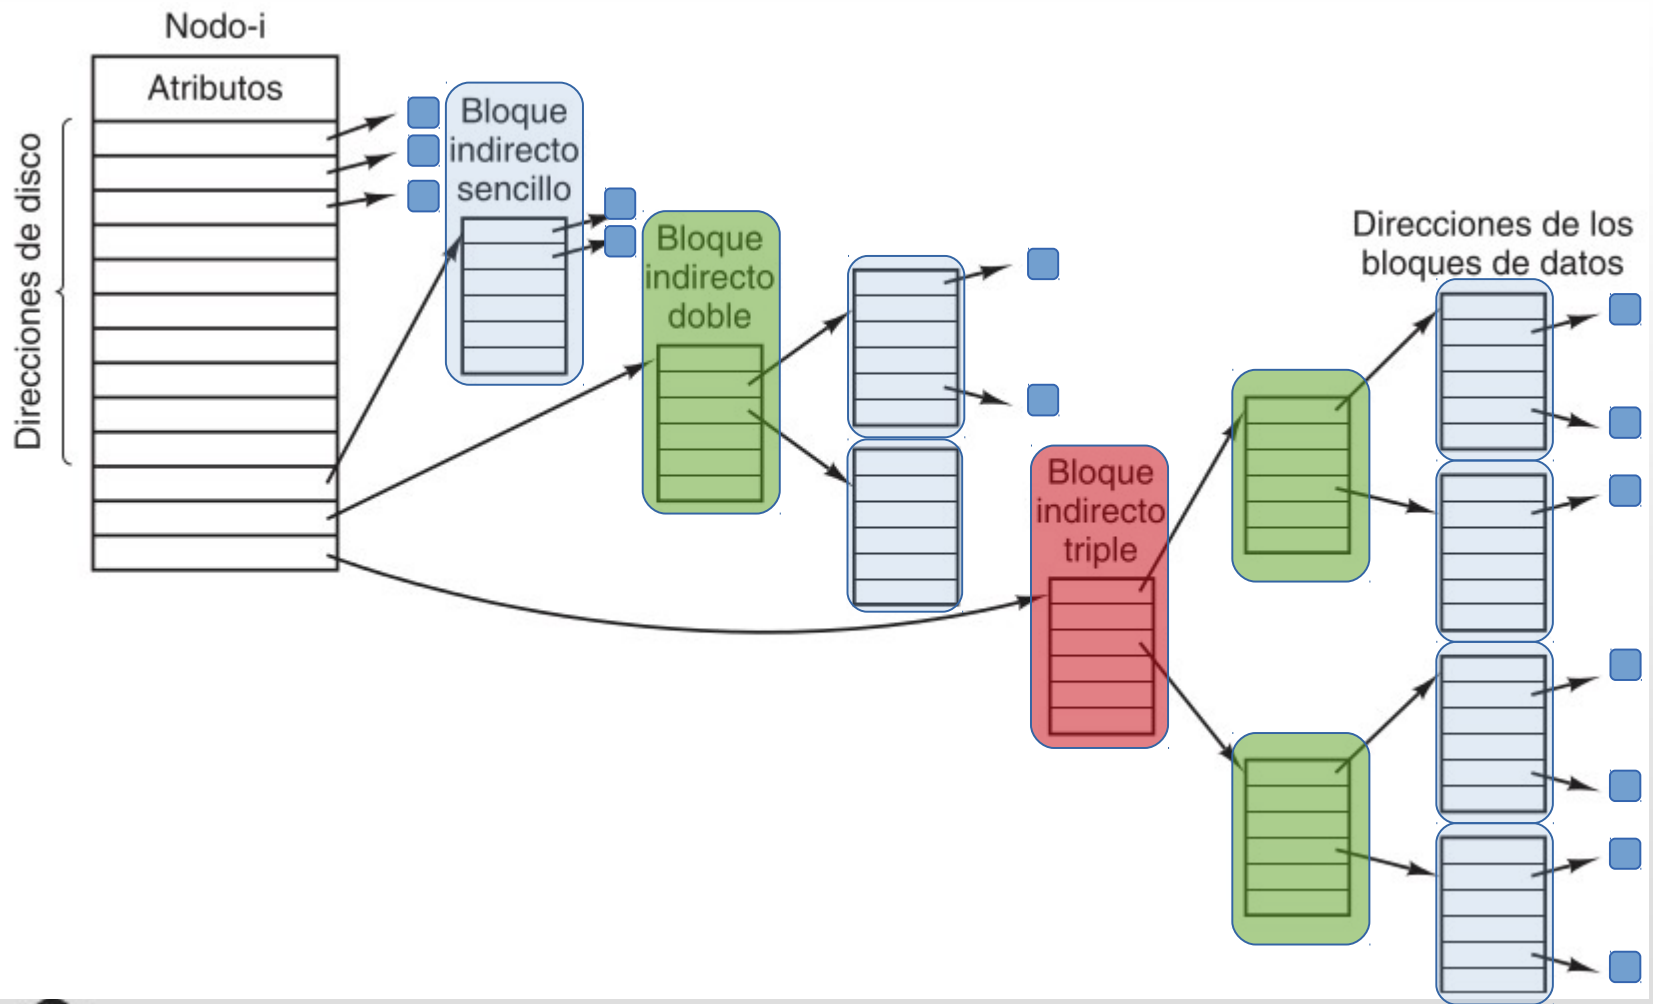 Nodo-i
Atributos
Direcciones de disco
Bloque
indirecto
sencillo
Bloque
indirecto
doble
Bloque
indirecto
triple
Direcciones de los
bloques de datos